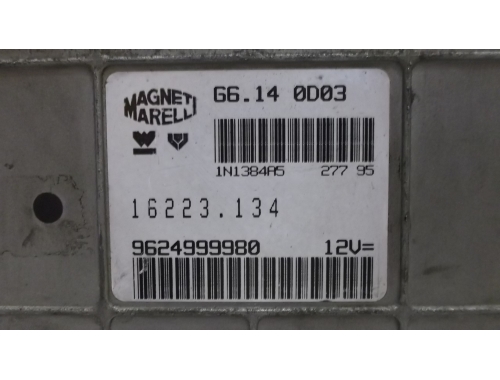 MAGNETI
MARELLI
G6.14 0D03
1N1384A5 277 95
16223.134
9624999980 12V=